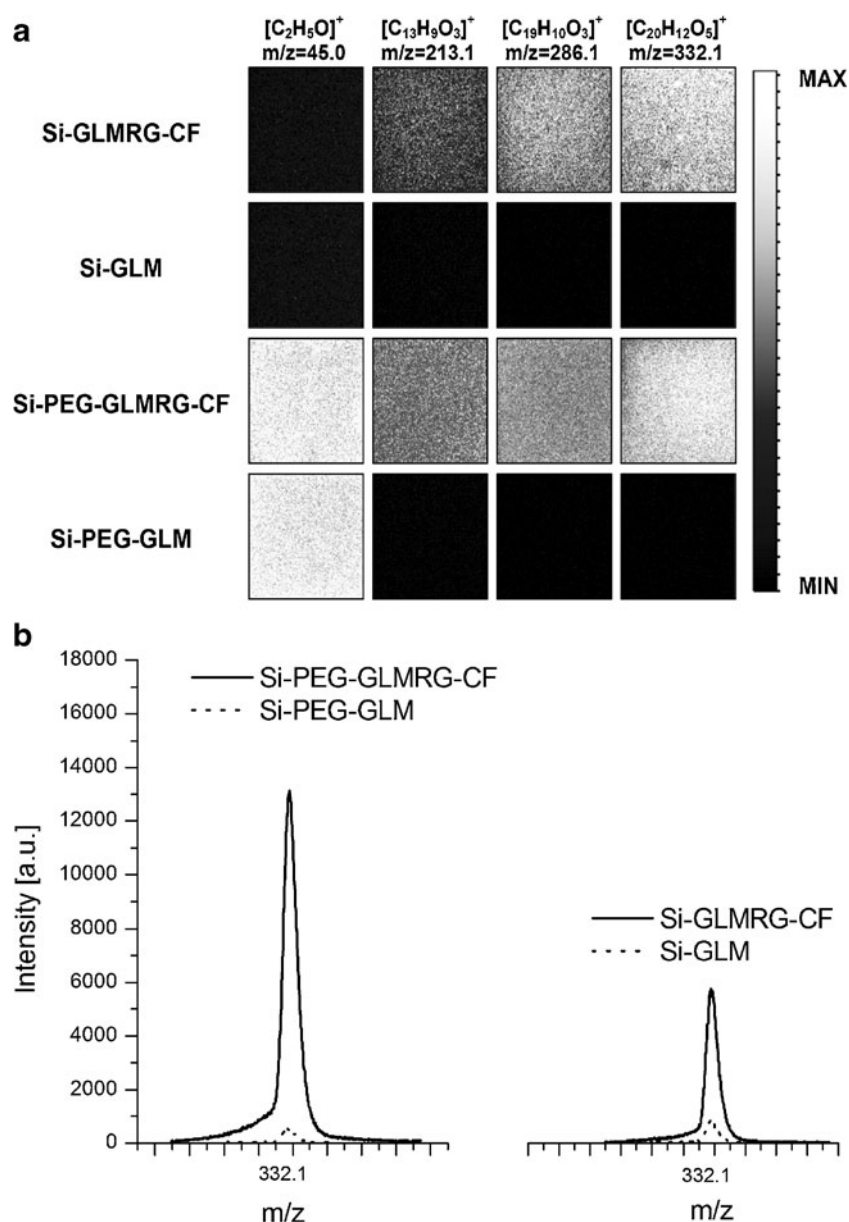 a
[C₂H₅O]⁺ [C₁₃H₉O₃]⁺ [C₁₉H₁₀O₃]⁺ [C₂₀H₁₂O₅]⁺
m/z=45.0 m/z=213.1 m/z=286.1 m/z=332.1
MAX
Si-GLMRG-CF
Si-GLM
Si-PEG-GLMRG-CF
Si-PEG-GLM
MIN
b
18000
16000
14000
12000
10000
8000
6000
4000
2000
0
Intensity [a.u.]
Si-PEG-GLMRG-CF
Si-PEG-GLM
332.1
m/z
Si-GLMRG-CF
Si-GLM
332.1
m/z